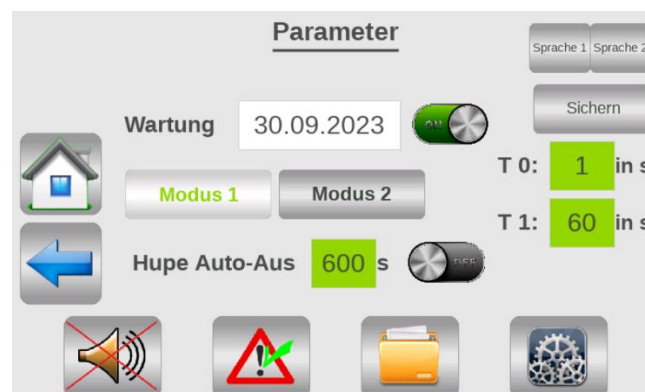 Parameter
Sprache 1 Sprache 2
Sichern
Wartung 30.09.2023 ON
T 0: 1 in s
Modus 1 Modus 2
T 1: 60 in s
Hupe Auto-Aus 600 s OFF